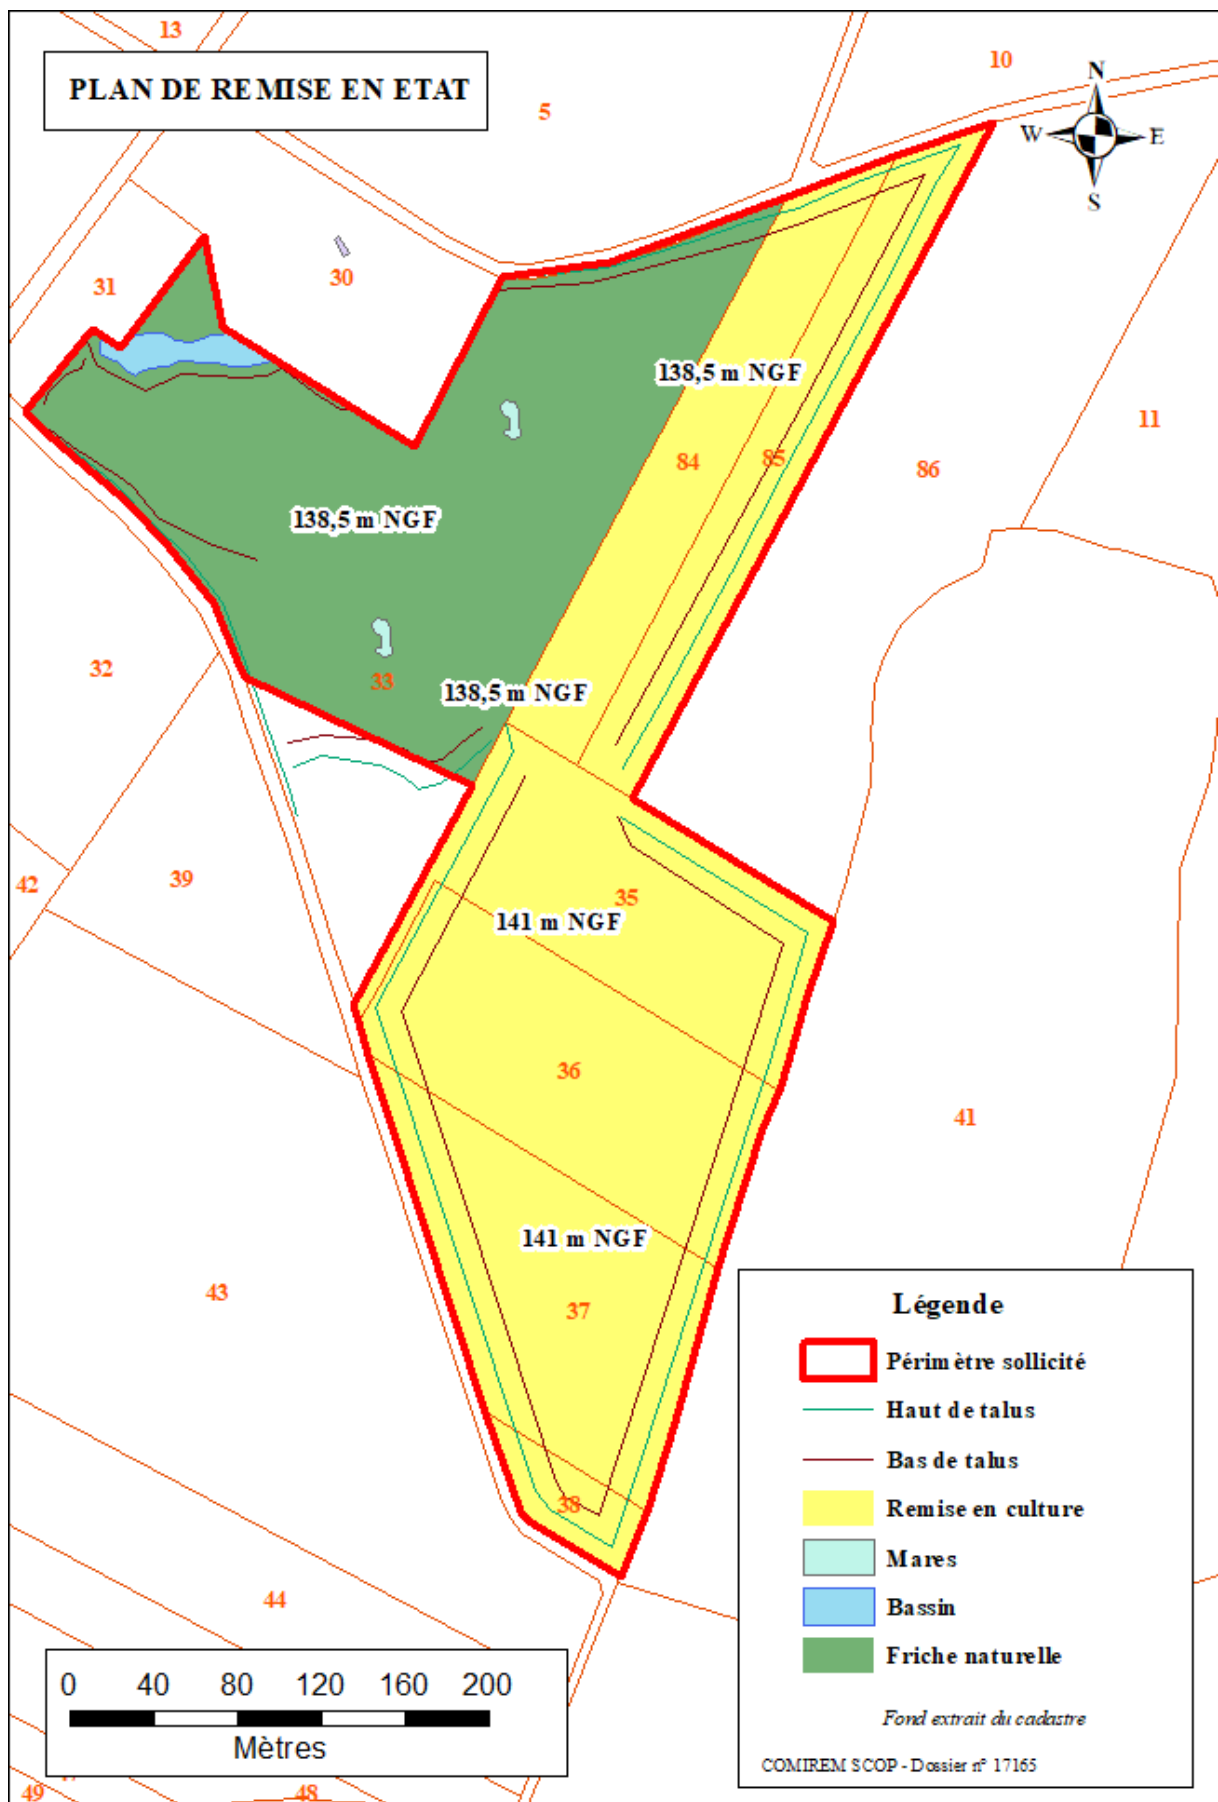 13
10
PLAN DE REMISE EN ETAT
5
N
W
E
S
31
30
138,5 m NGF
11
84
85
86
138,5 m NGF
32
33
138,5 m NGF
42
39
35
141 m NGF
36
41
141 m NGF
43
37
38
44
49
48
Légende
Périmètre sollicité
Haut de talus
Bas de talus
Remise en culture
Mares
Bassin
Friche naturelle
Fond extrait du cadastre
COMIREM SCOP - Dossier n° 17165
0 40 80 120 160 200
Mètres